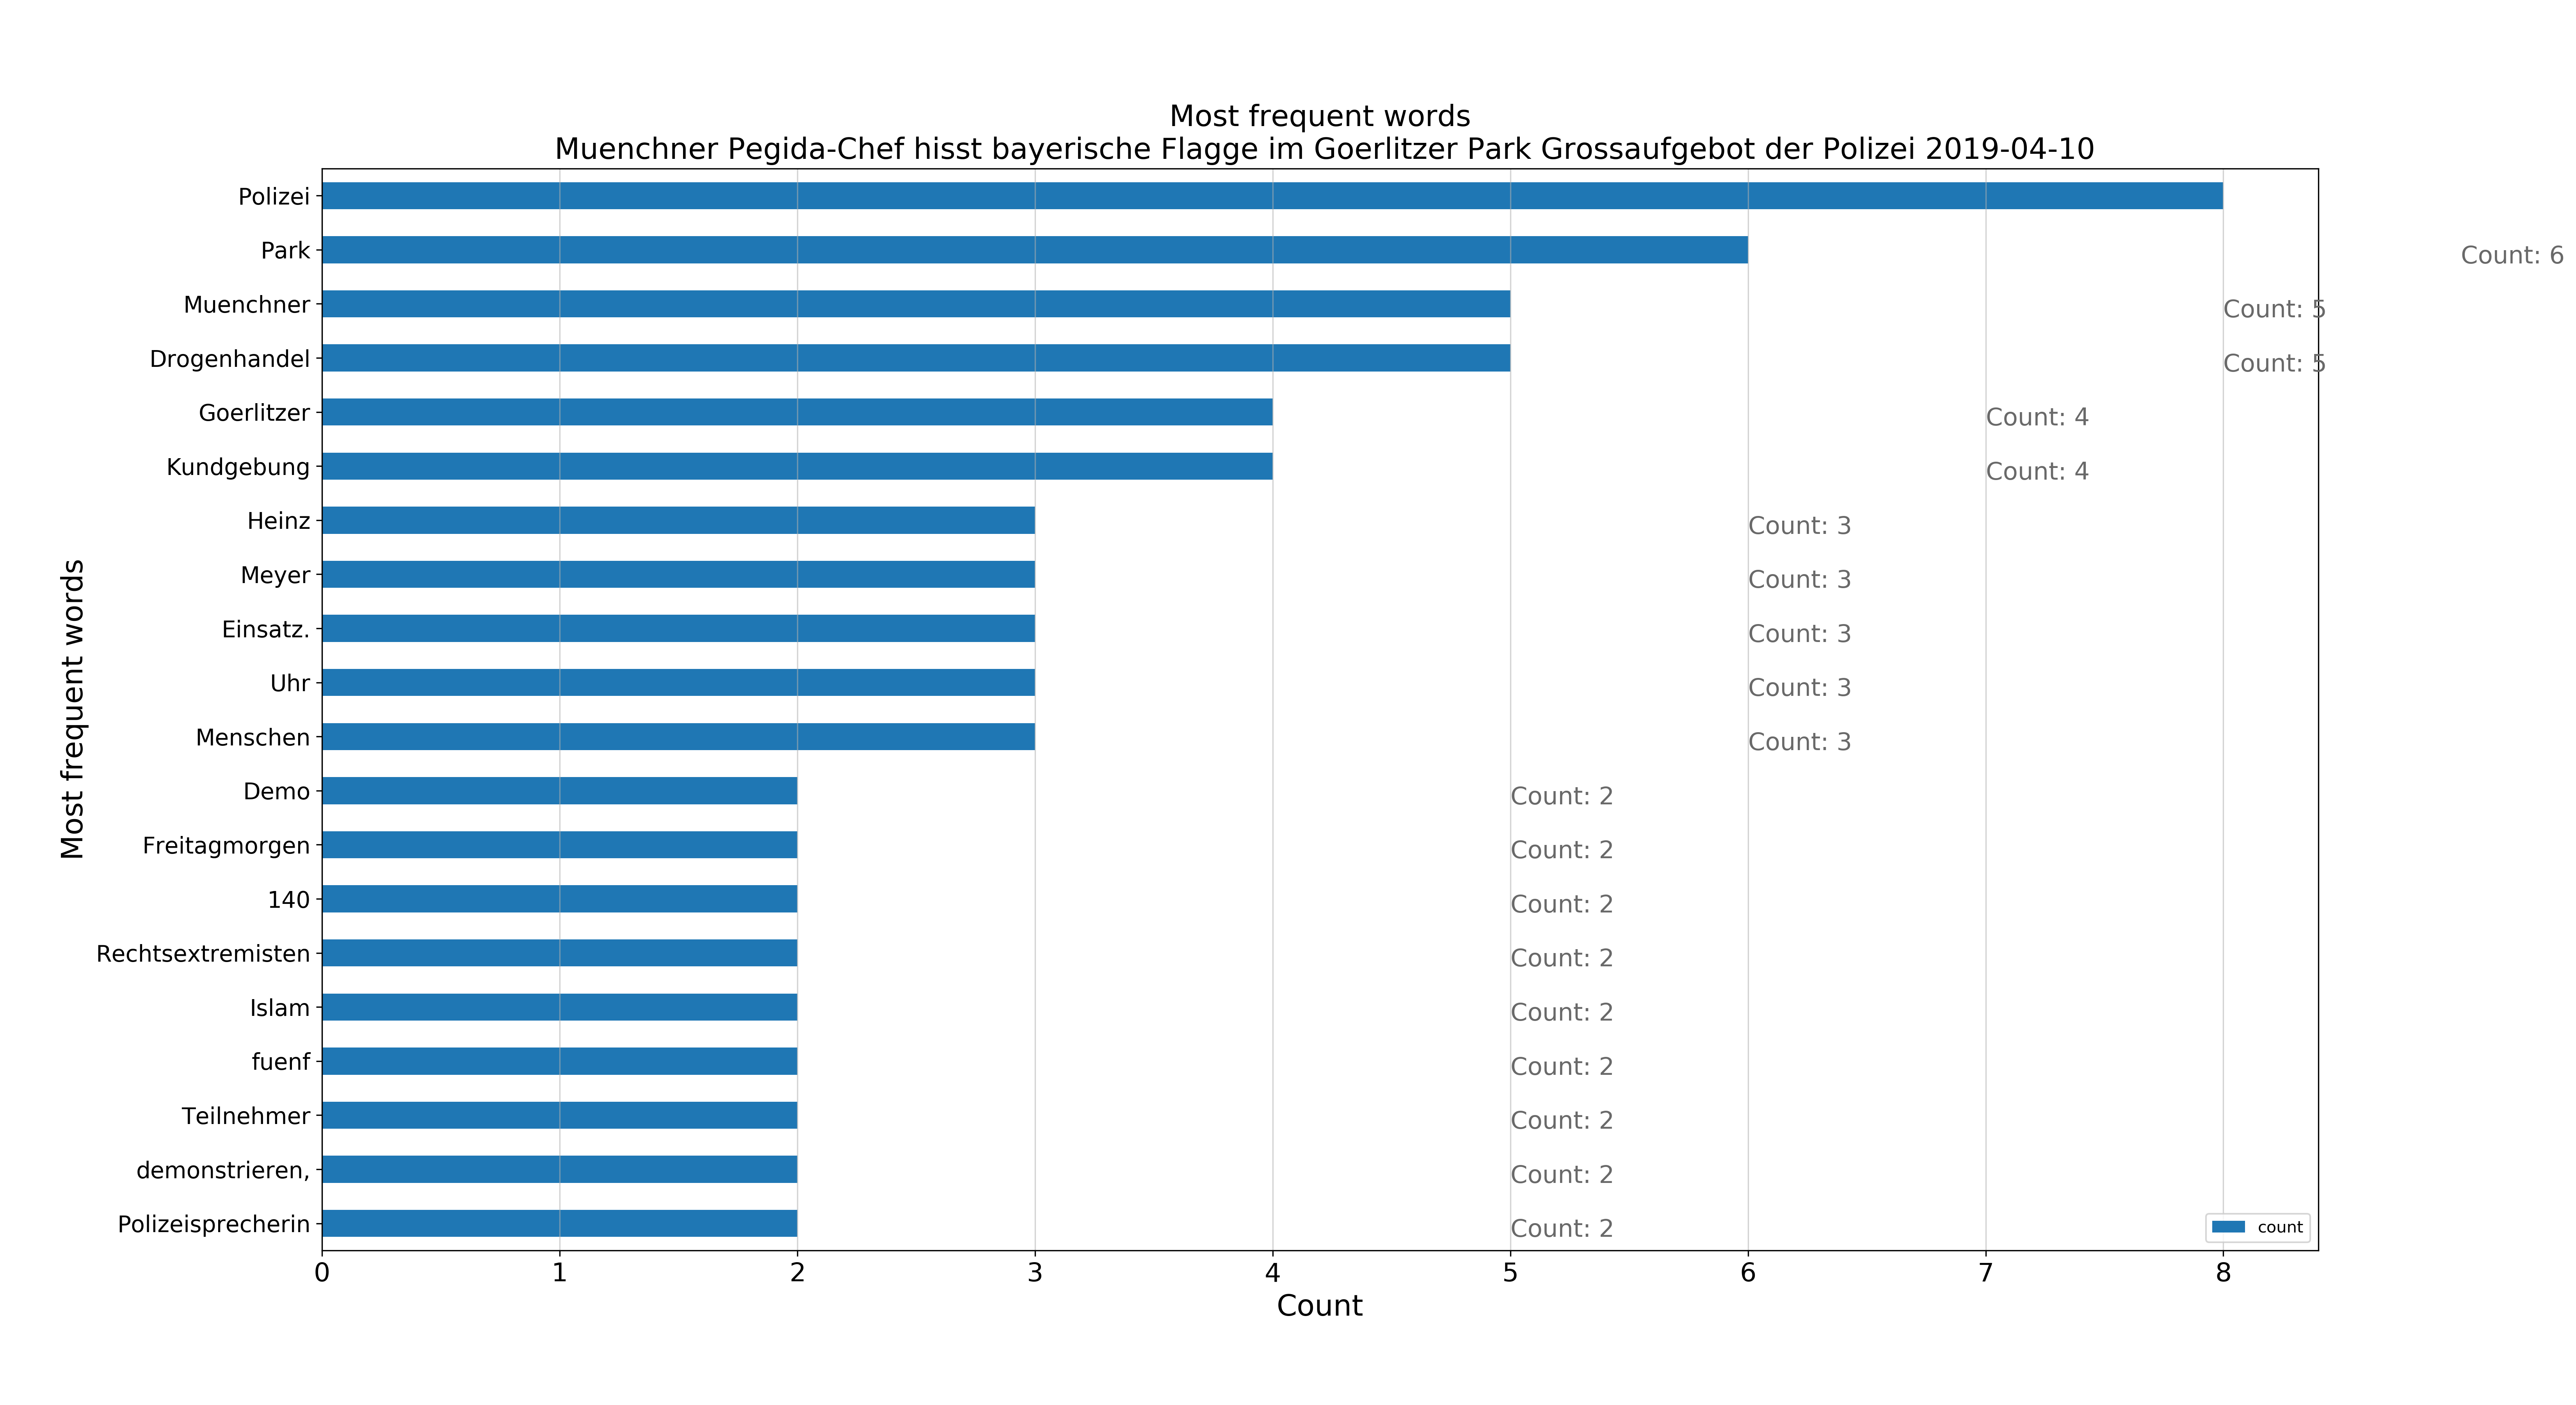 Most frequent words
Muenchner Pegida-Chef hisst bayerische Flagge im Goerlitzer Park Grossaufgebot der Polizei 2019-04-10
Polizei
Park Count: 6
Muenchner Count: 5
Drogenhandel Count: 5
Goerlitzer Count: 4
Kundgebung Count: 4
Heinz Count: 3
Meyer Count: 3
Einsatz. Count: 3
Uhr Count: 3
Menschen Count: 3
Demo Count: 2
Freitagmorgen Count: 2
140 Count: 2
Rechtsextremisten Count: 2
Islam Count: 2
fuenf Count: 2
Teilnehmer Count: 2
demonstrieren, Count: 2
Polizeisprecherin Count: 2
Most frequent words
count
0 1 2 3 4 5 6 7 8
Count